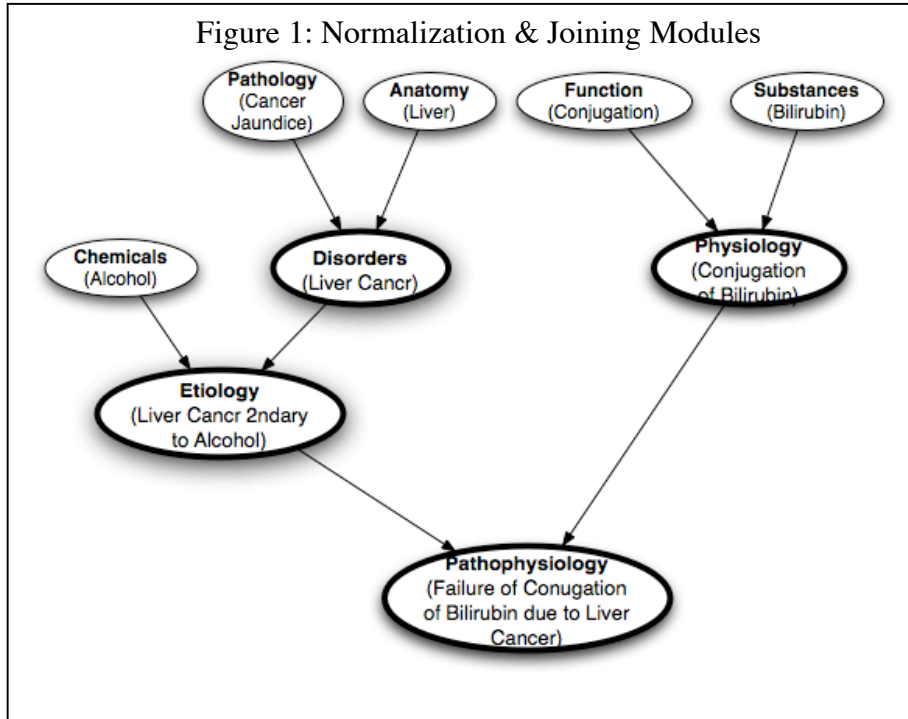 Figure 1: Normalization & Joining Modules
Pathology
(Cancer
Jaundice)
Anatomy
(Liver)
Function
(Conjugation)
Substances
(Bilirubin)
Chemicals
(Alcohol)
Disorders
(Liver Cancr)
Physiology
(Conjugation
of Bilirubin)
Etiology
(Liver Cancr 2ndary
to Alcohol)
Pathophysiology
(Failure of Conugation
of Bilirubin due to Liver
Cancer)